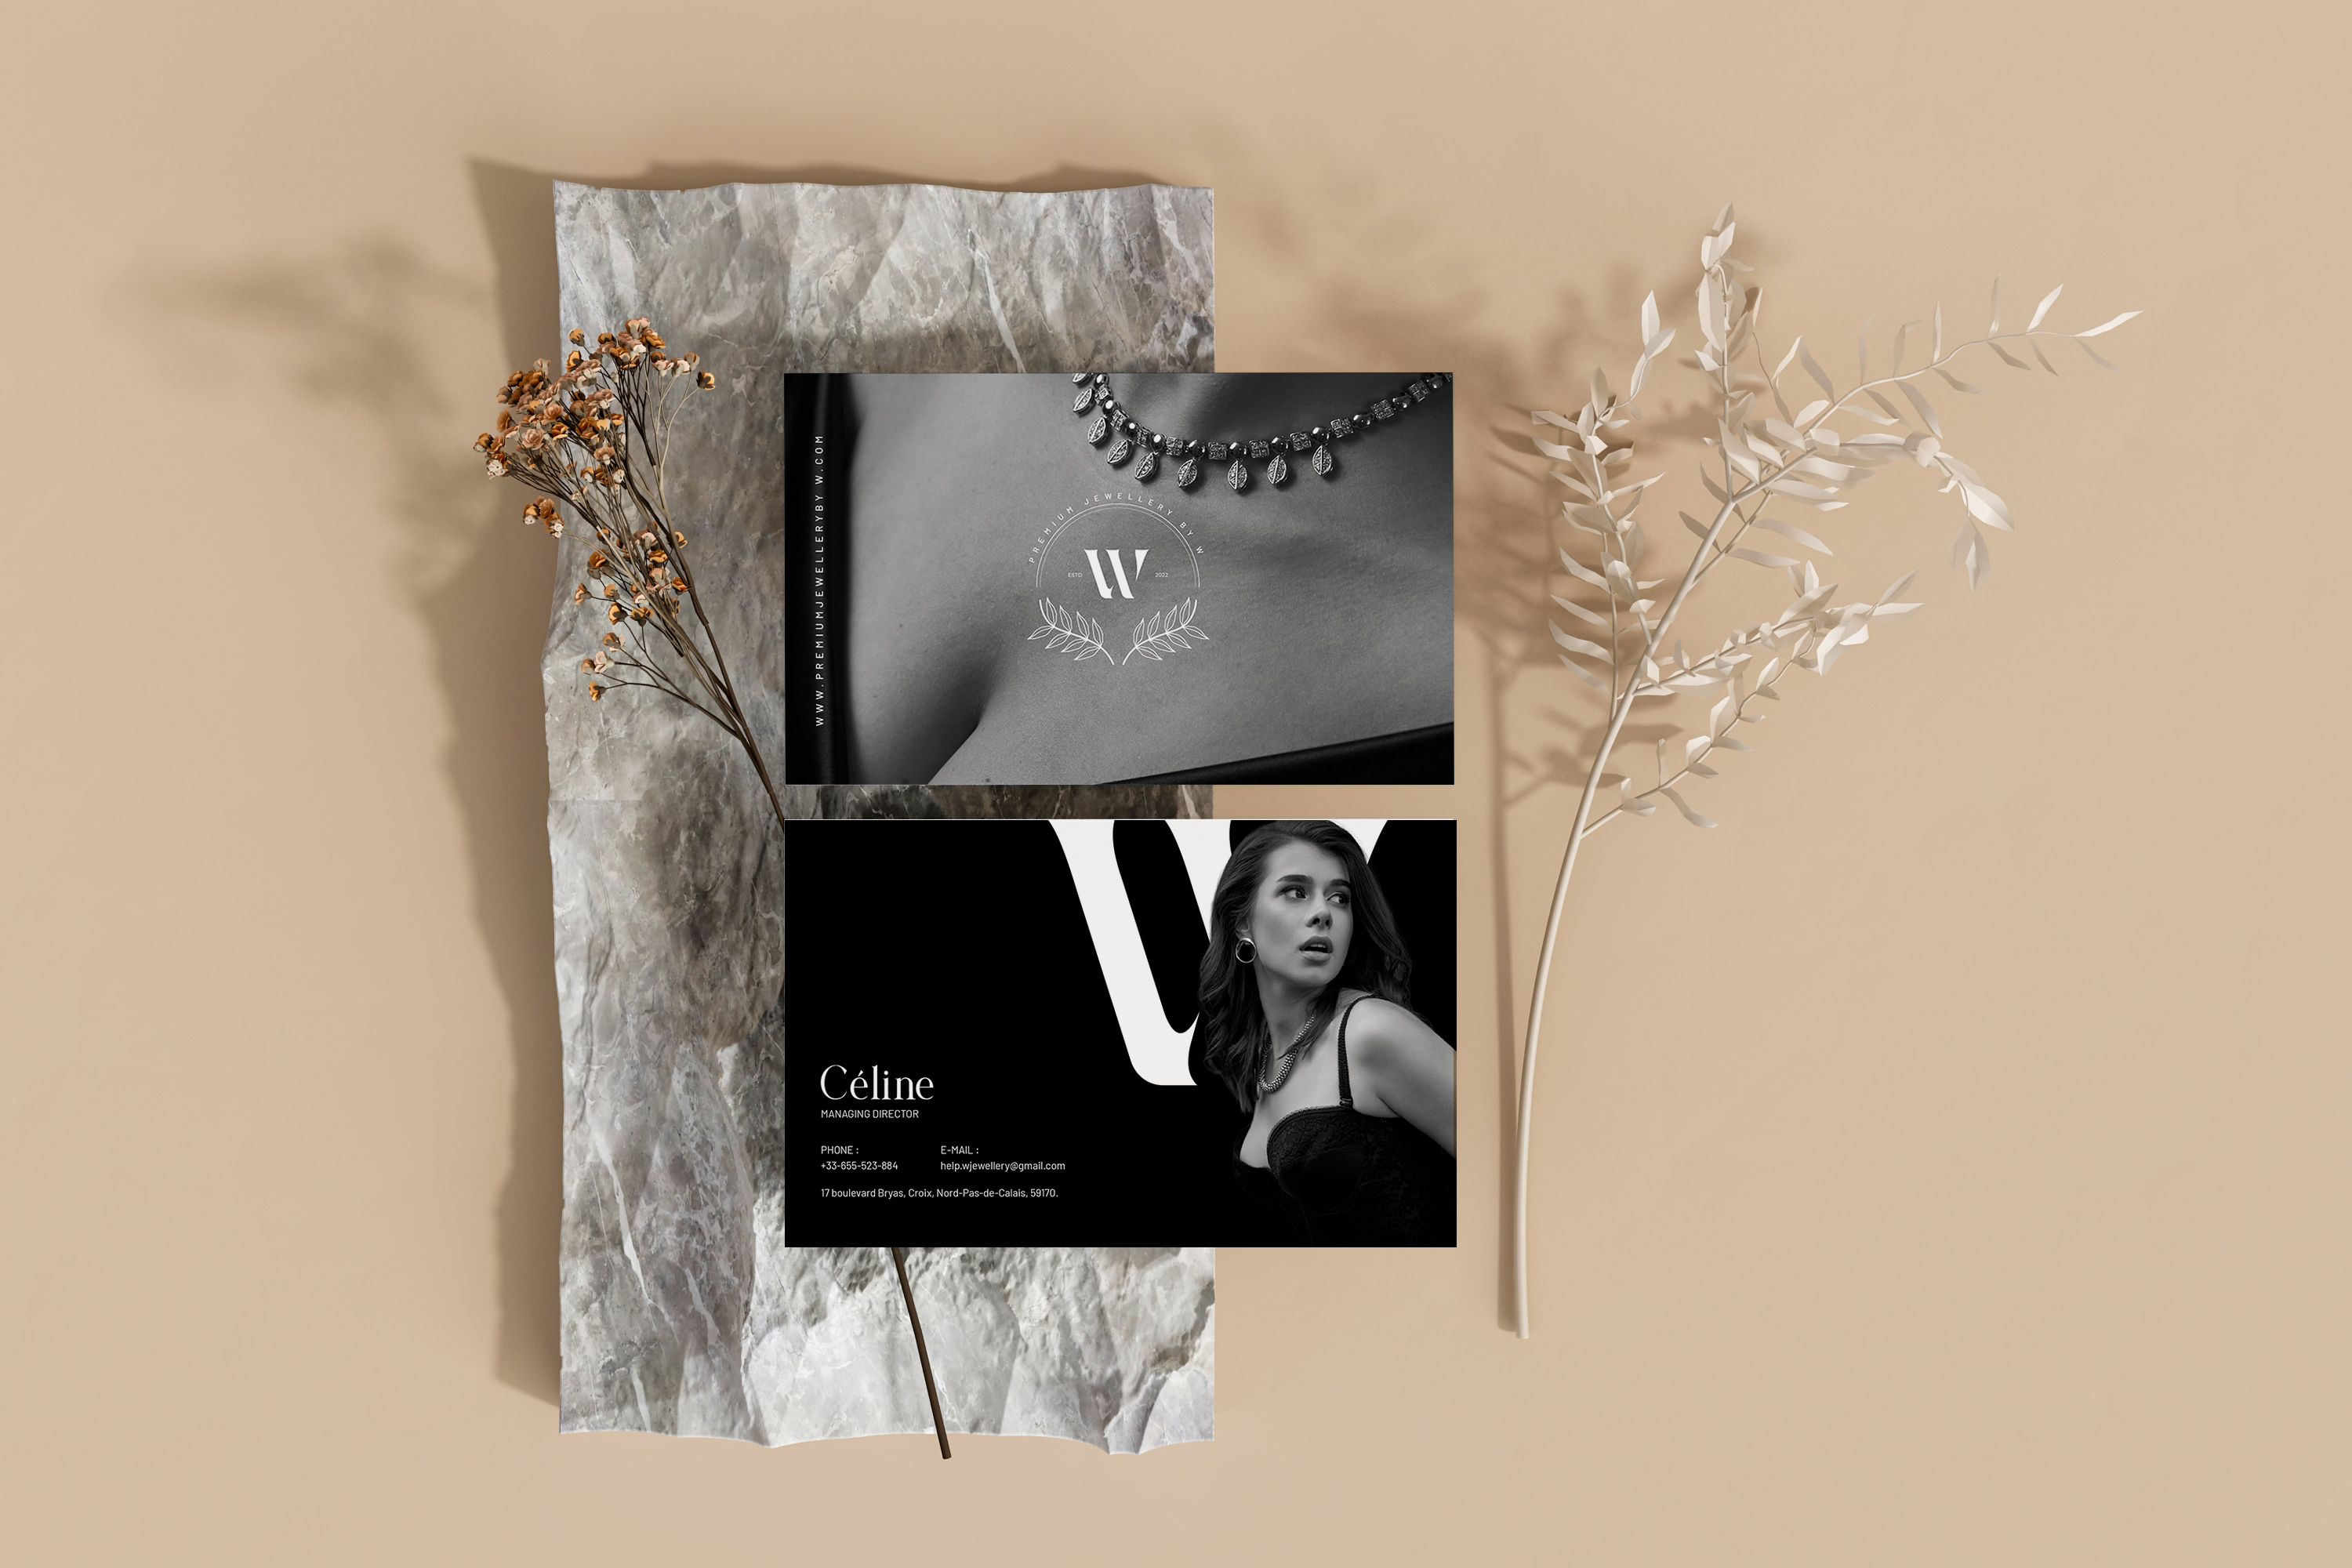 WWW.PREMIUMJEWELLERYBY W.COM
PREMIUM JEWELLERY BY W
ESTD W 2022
W
Céline
MANAGING DIRECTOR
PHONE : E-MAIL :
+33-655-523-884 help.wjewellery@gmail.com
17 boulevard Bryas, Croix, Nord-Pas-de-Calais, 59170.